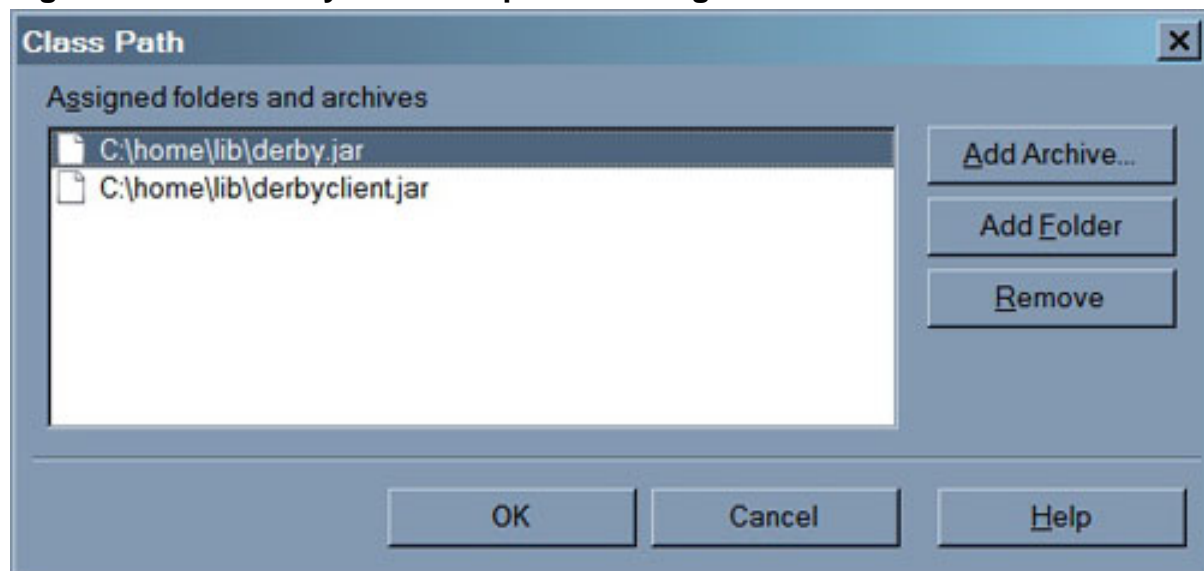 Class Path
Assigned folders and archives
C:\home\lib\derby.jar
C:\home\lib\derbyclient.jar
Add Archive...
Add Folder
Remove
OK
Cancel
Help